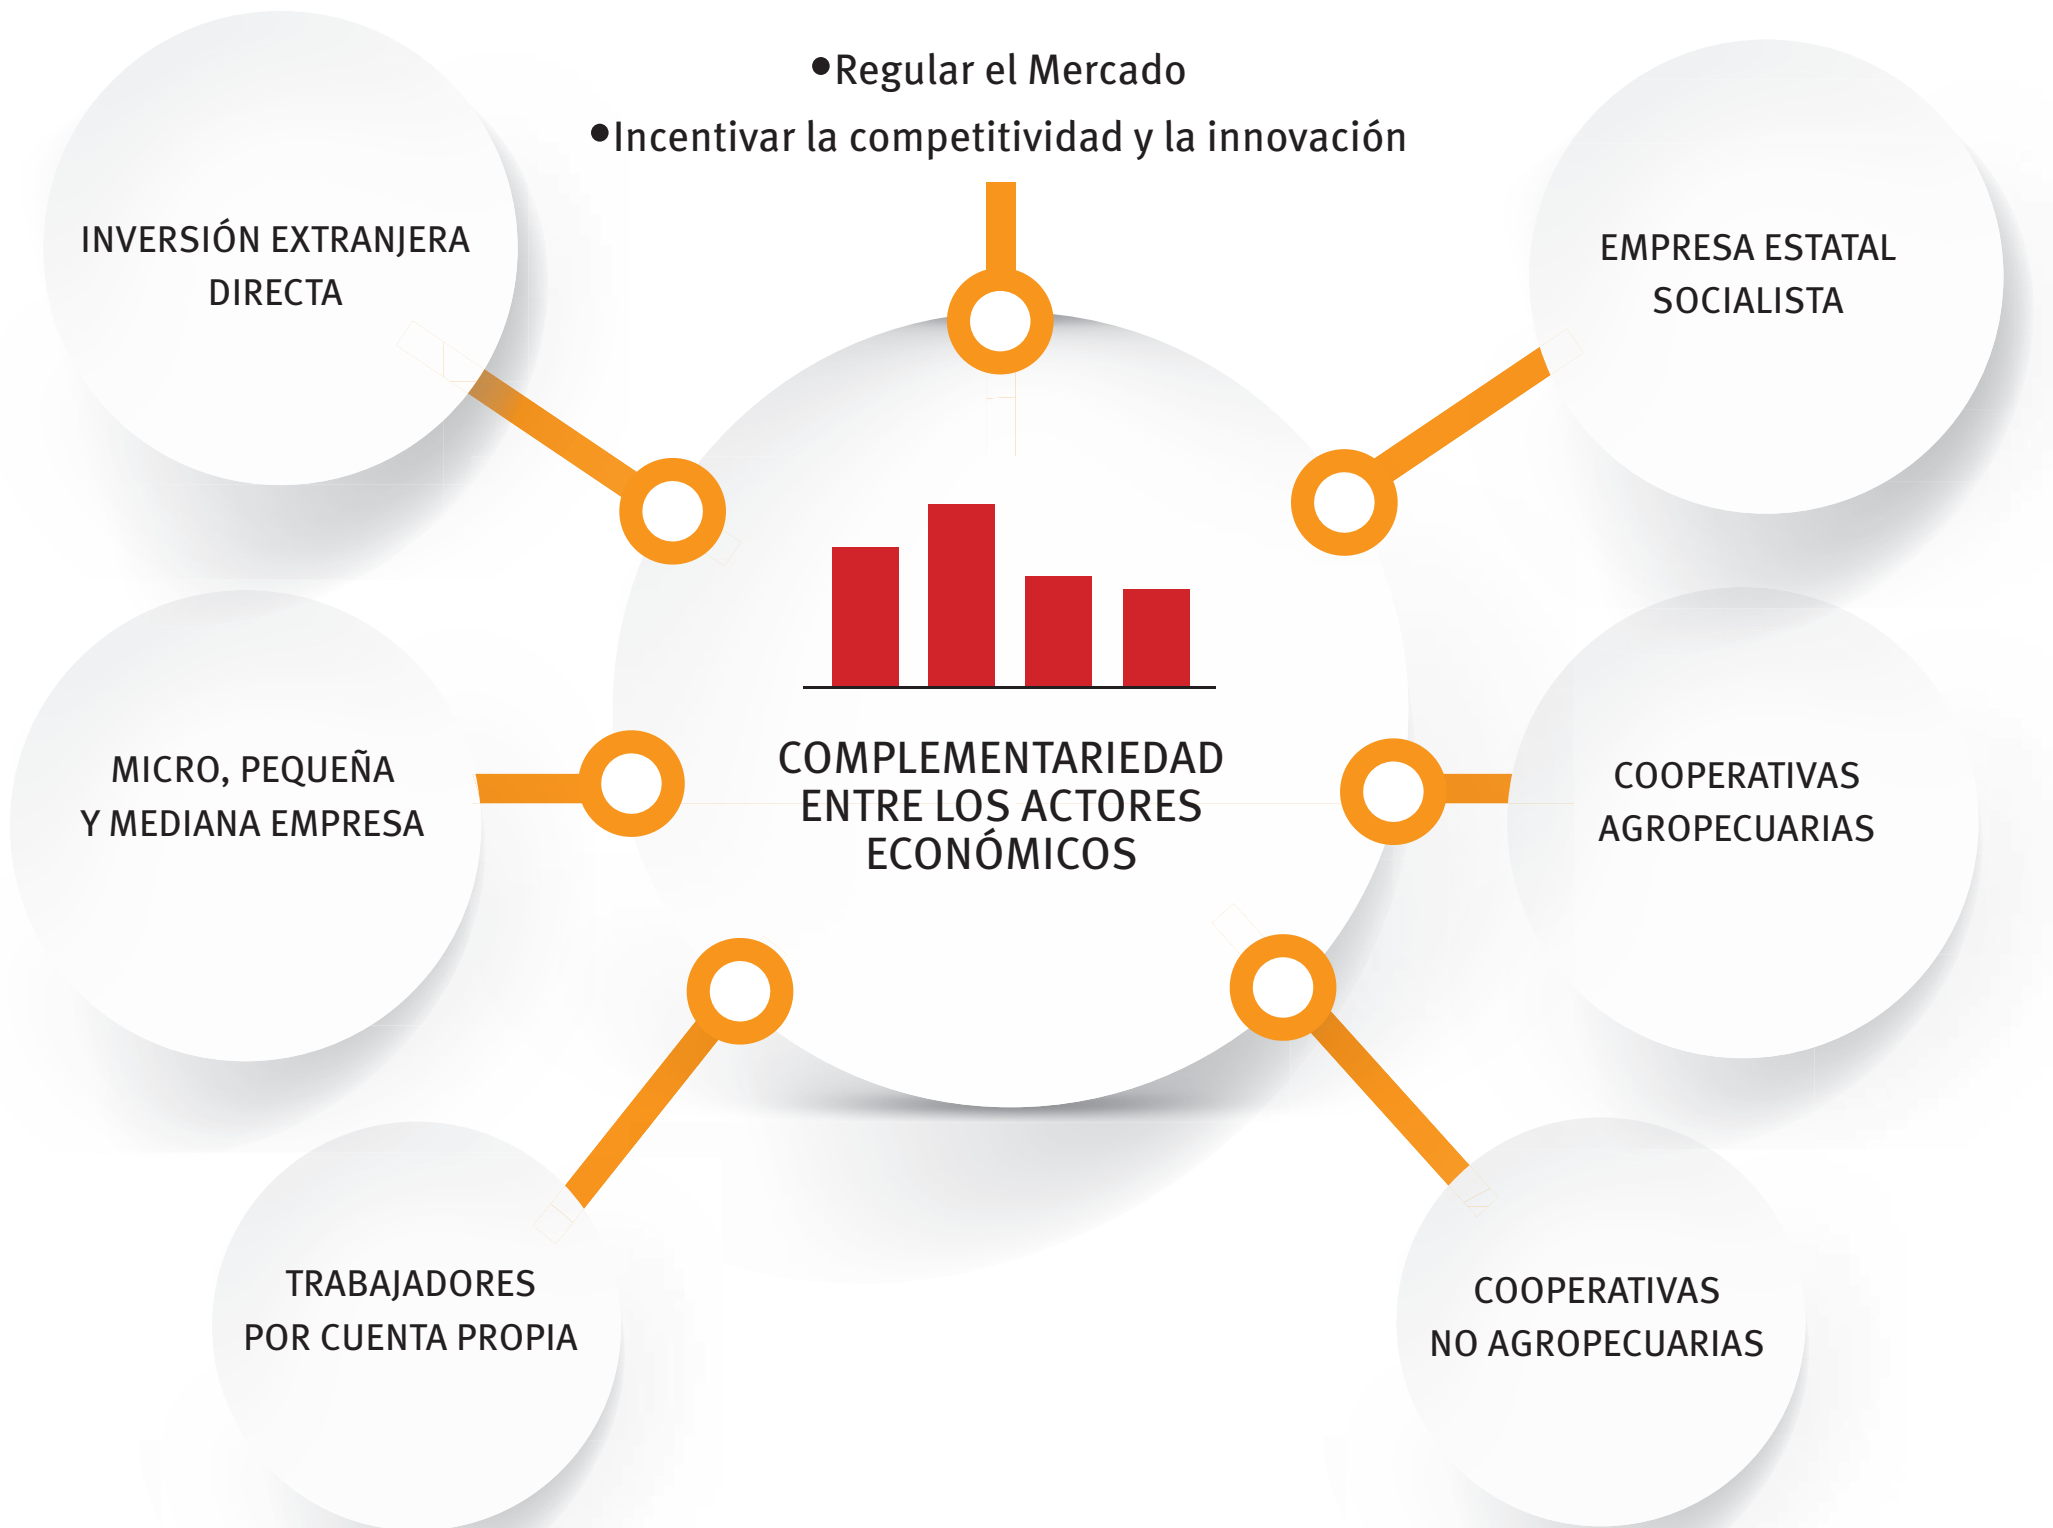 •Regular el Mercado
•Incentivar la competitividad y la innovación
INVERSIÓN EXTRANJERA
DIRECTA
EMPRESA ESTATAL
SOCIALISTA
MICRO, PEQUEÑA
Y MEDIANA EMPRESA
COMPLEMENTARIEDAD
ENTRE LOS ACTORES
ECONÓMICOS
COOPERATIVAS
AGROPECUARIAS
TRABAJADORES
POR CUENTA PROPIA
COOPERATIVAS
NO AGROPECUARIAS